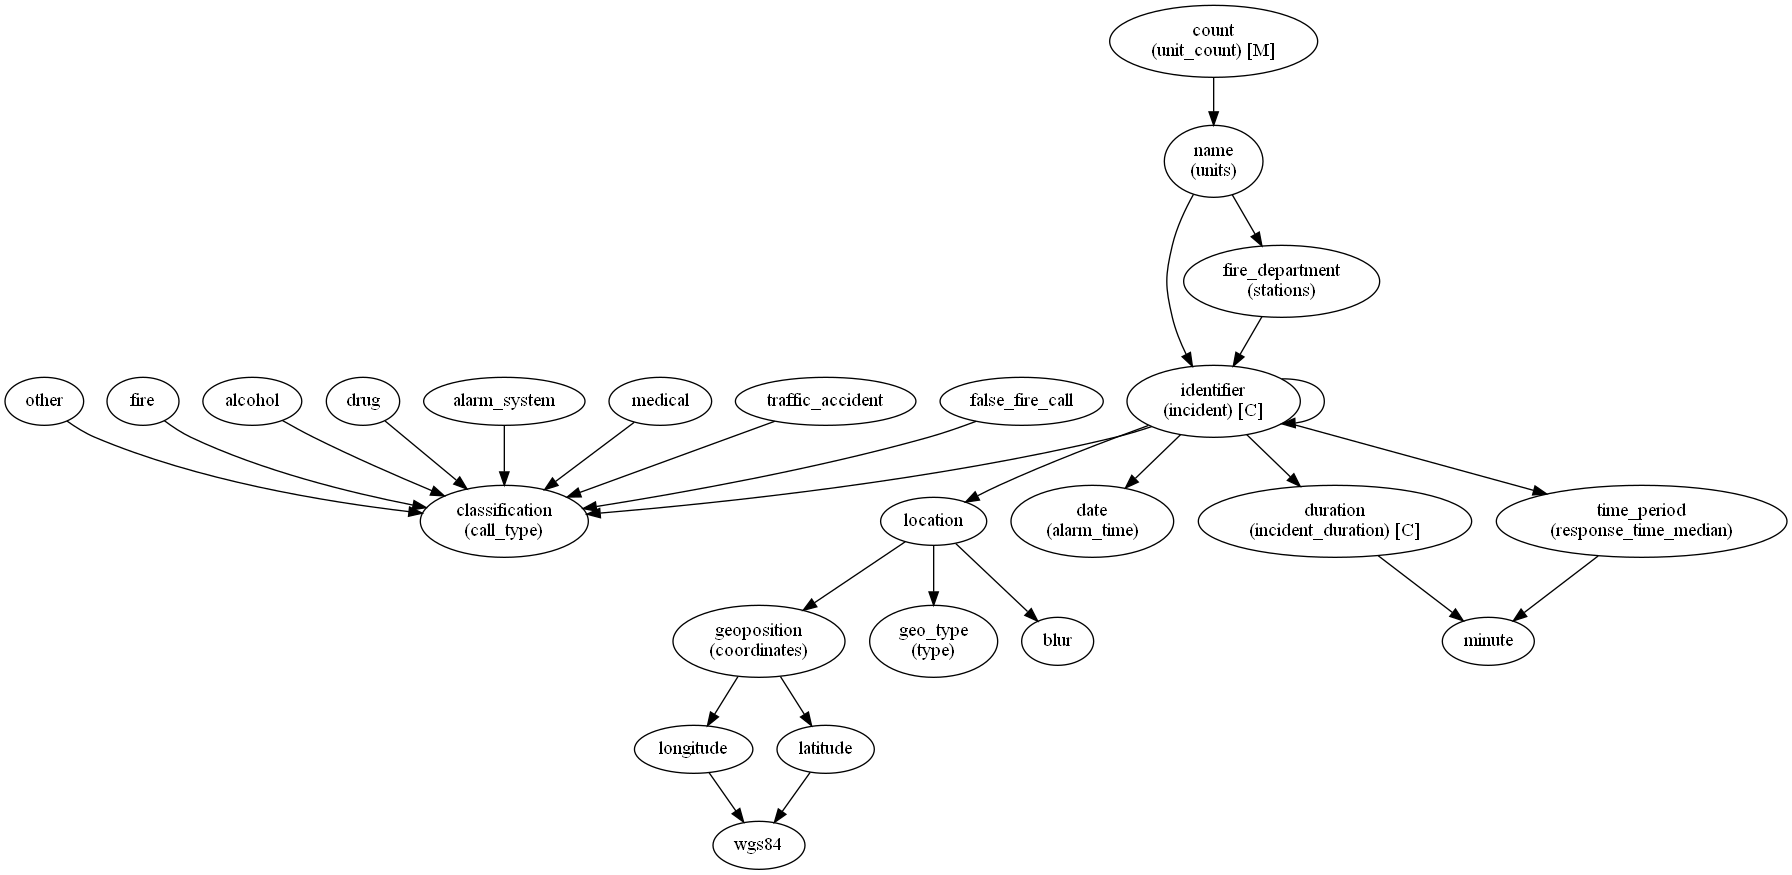 count
(unit_count) [M]
name
(units)
fire_department
(stations)
other
fire
alcohol
drug
alarm_system
medical
traffic_accident
false_fire_call
identifier
(incident) [C]
classification
(call_type)
location
date
(alarm_time)
duration
(incident_duration) [C]
time_period
(response_time_median)
geoposition
(coordinates)
geo_type
(type)
blur
minute
longitude
latitude
wgs84